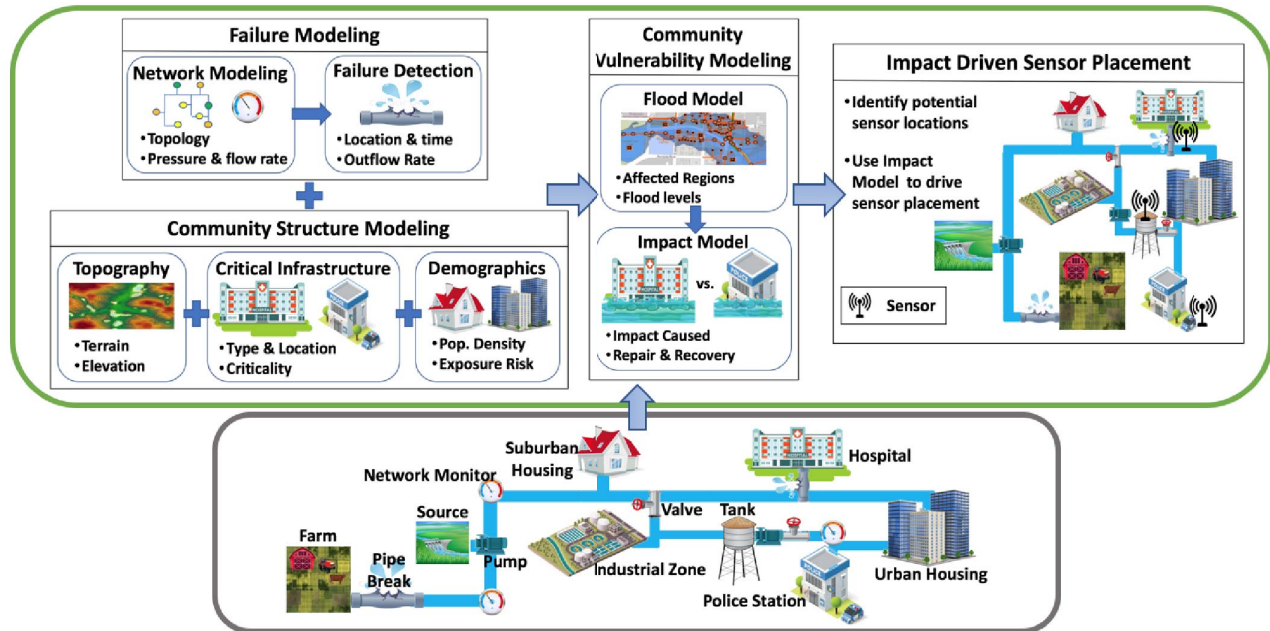 Failure Modeling
Network Modeling
• Topology
• Pressure & flow rate
Failure Detection
• Location & time
• Outflow Rate
Community Structure Modeling
Topography
• Terrain
• Elevation
Critical Infrastructure
• Type & Location
• Criticality
Demographics
• Pop. Density
• Exposure Risk
Community
Vulnerability Modeling
Flood Model
• Affected Regions
• Flood levels
Impact Model
vs.
POLICE
• Impact Caused
• Repair & Recovery
Impact Driven Sensor Placement
• Identify potential
sensor locations
• Use Impact
Model to drive
sensor placement
Sensor
Suburban
Housing
Hospital
Network Monitor
Source
Valve
Tank
Farm
Pipe
Break
Pump
Industrial Zone
Police Station
Urban Housing